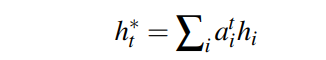 $h_t^* = \sum_i a_i^t h_i$